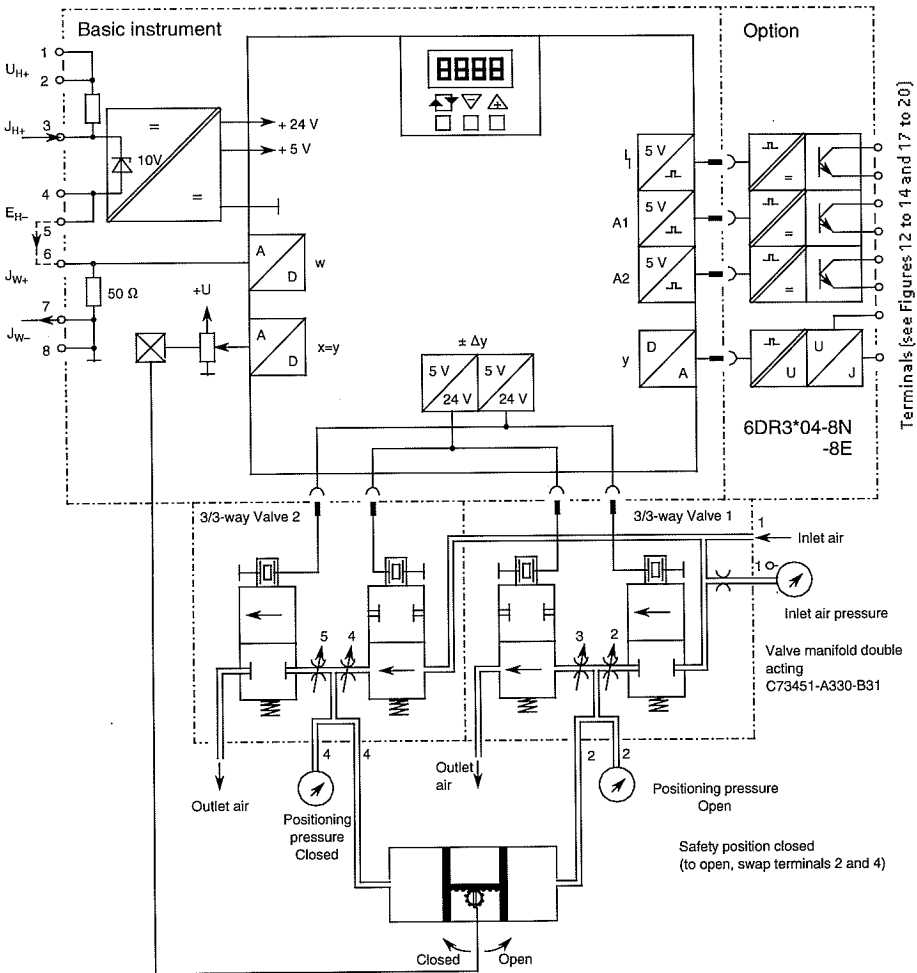 Basic instrument
Option
1
U_H+
2
J_H+
3
10V
+ 24 V
+ 5 V
=
=
4
E_H–
5
6
J_W+
50 Ω
7
J_W–
8
+U
A
D
w
A
D
x=y
8888
− +
5 V
=
A1
5 V
=
A2
5 V
=
y
D
A
U
U
J
± Δy
5 V
24 V
5 V
24 V
6DR3*04-8N
-8E
Terminals (see Figures 12 to 14 and 17 to 20)
3/3-way Valve 2
3/3-way Valve 1
1
Inlet air
1
Inlet air pressure
Valve manifold double
acting
C73451-A330-B31
5
4
3
2
4
4
2
2
Outlet air
Positioning
pressure
Closed
Outlet
air
Positioning pressure
Open
Safety position closed
(to open, swap terminals 2 and 4)
Closed
Open